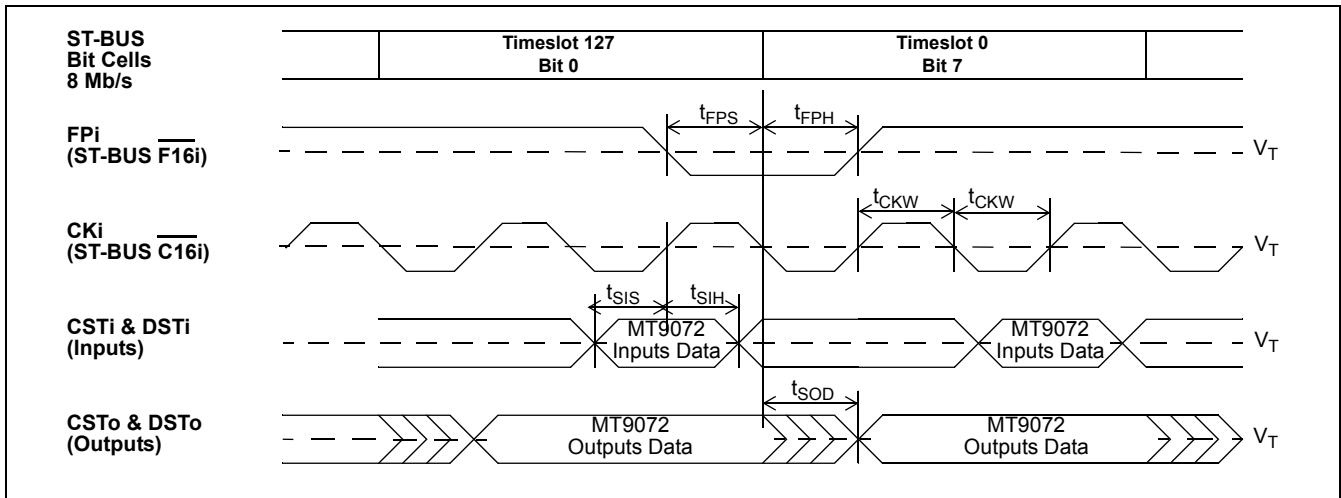 ST-BUS
Bit Cells
8 Mb/s
Timeslot 127
Bit 0
Timeslot 0
Bit 7
FPi
(ST-BUS F16i)
tFPS
tFPH
VT
CKi
(ST-BUS C16i)
tCKW
tCKW
VT
CSTi & DSTi
(Inputs)
tSIS
tSIH
MT9072
Inputs Data
MT9072
Inputs Data
VT
CSTo & DSTo
(Outputs)
tSOD
MT9072
Outputs Data
MT9072
Outputs Data
VT